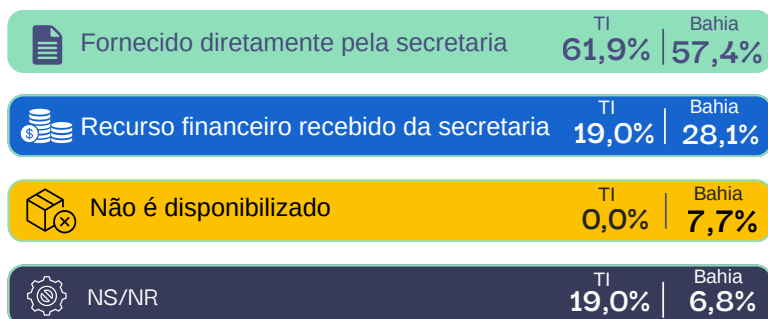 TI Bahia
Fornecido diretamente pela secretaria 61,9% 57,4%
TI Bahia
$ Recurso financeiro recebido da secretaria 19,0% 28,1%
TI Bahia
Não é disponibilizado 0,0% 7,7%
TI Bahia
NS/NR 19,0% 6,8%